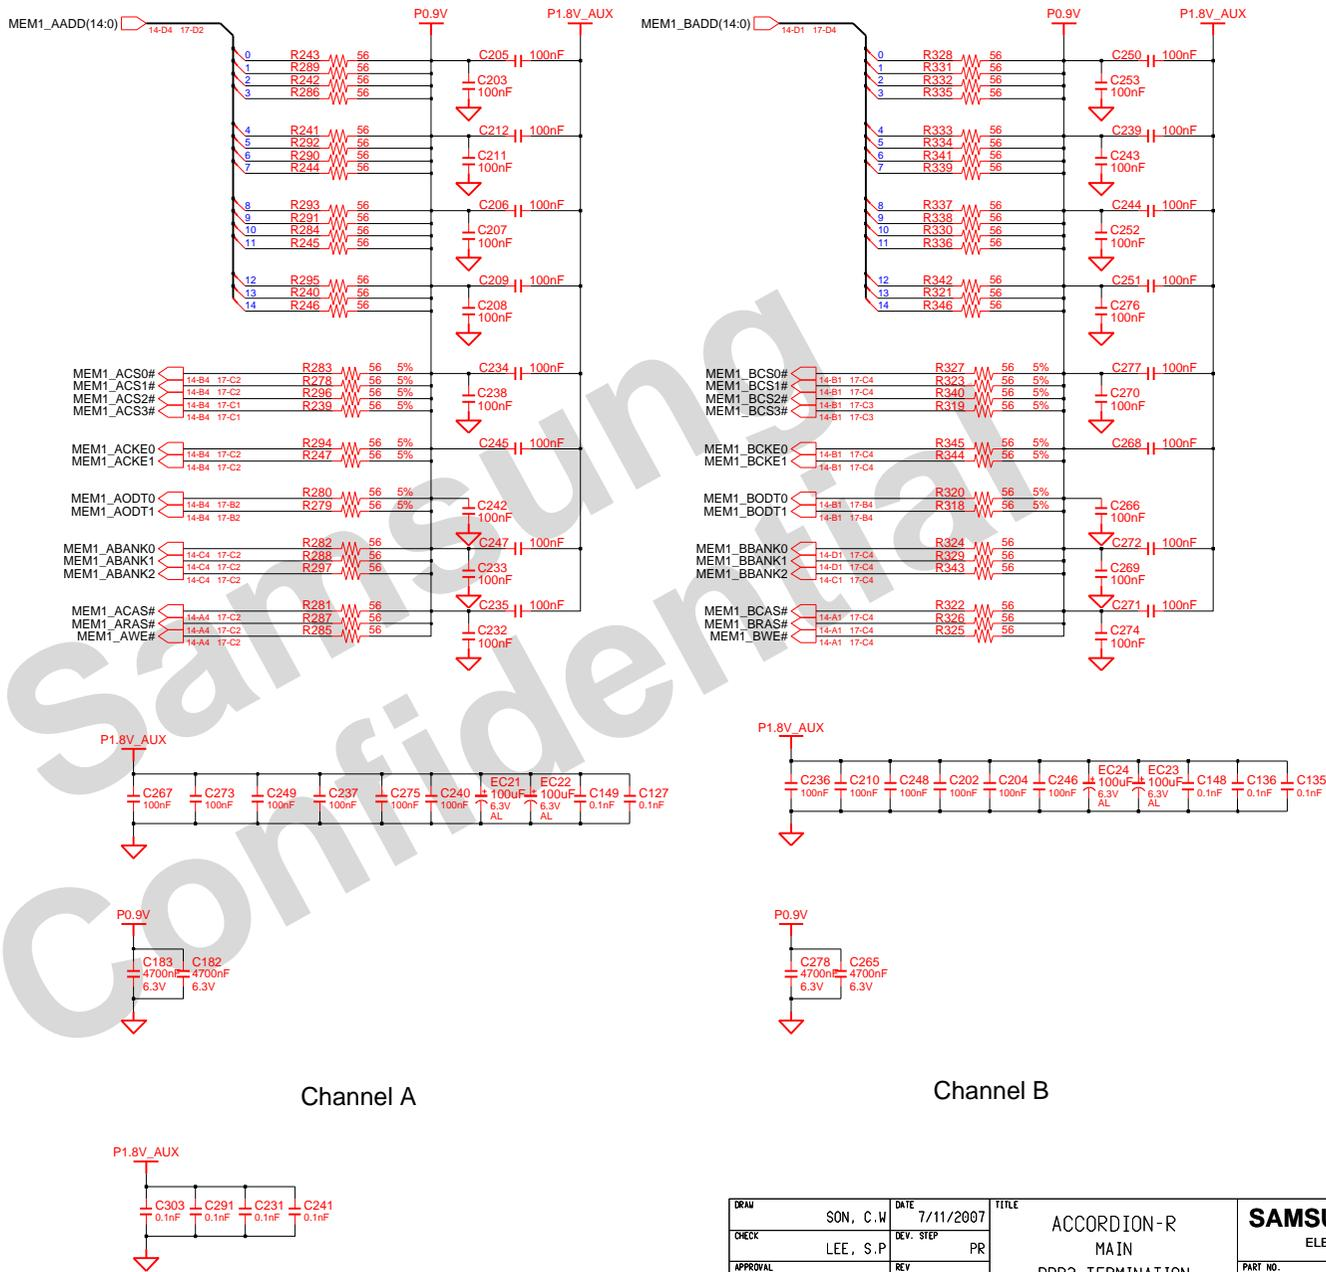 MEM1_AADD(14:0)
14-D4 17-D2
P0.9V
P1.8V_AUX
0 R243 56 C205 100nF
1 R289 56
2 R242 56 C203
3 R286 56 100nF
4 R241 56 C212 100nF
5 R292 56
6 R290 56 C211
7 R244 56 100nF
8 R293 56 C206 100nF
9 R291 56
10 R284 56 C207
11 R245 56 100nF
12 R295 56 C209 100nF
13 R240 56
14 R246 56 C208
100nF
MEM1_ACS0# 14-B4 17-C2 R283 56 5% C234 100nF
MEM1_ACS1# 14-B4 17-C2 R278 56 5%
MEM1_ACS2# 14-B4 17-C1 R296 56 5% C238
MEM1_ACS3# 14-B4 17-C1 R239 56 5% 100nF
MEM1_ACKE0 14-B4 17-C2 R294 56 5% C245 100nF
MEM1_ACKE1 14-B4 17-C2 R247 56 5%
MEM1_AODT0 14-B4 17-B2 R280 56 5% C242
MEM1_AODT1 14-B4 17-B2 R279 56 5% 100nF
MEM1_ABANK0 14-C4 17-C2 R282 56 C247 100nF
MEM1_ABANK1 14-C4 17-C2 R288 56
MEM1_ABANK2 14-C4 17-C2 R297 56 C233
100nF
MEM1_ACAS# 14-A4 17-C2 R281 56 C235 100nF
MEM1_ARAS# 14-A4 17-C2 R287 56
MEM1_AWE# 14-A4 17-C2 R285 56 C232
100nF
MEM1_BADD(14:0)
14-D1 17-D4
P0.9V
P1.8V_AUX
0 R328 56 C250 100nF
1 R331 56
2 R332 56 C253
3 R335 56 100nF
4 R333 56 C239 100nF
5 R334 56
6 R341 56 C243
7 R339 56 100nF
8 R337 56 C244 100nF
9 R338 56
10 R330 56 C252
11 R336 56 100nF
12 R342 56 C251 100nF
13 R321 56
14 R346 56 C276
100nF
MEM1_BCS0# 14-B1 17-C4 R327 56 5% C277 100nF
MEM1_BCS1# 14-B1 17-C4 R323 56 5%
MEM1_BCS2# 14-B1 17-C3 R340 56 5% C270
MEM1_BCS3# 14-B1 17-C3 R319 56 5% 100nF
MEM1_BCKE0 14-B1 17-C4 R345 56 5% C268 100nF
MEM1_BCKE1 14-B1 17-C4 R344 56 5%
MEM1_BODT0 14-B1 17-B4 R320 56 5% C266
MEM1_BODT1 14-B1 17-B4 R318 56 5% 100nF
MEM1_BBANK0 14-D1 17-C4 R324 56 C272 100nF
MEM1_BBANK1 14-D1 17-C4 R329 56
MEM1_BBANK2 14-C1 17-C4 R343 56 C269
100nF
MEM1_BCAS# 14-A1 17-C4 R322 56 C271 100nF
MEM1_BRAS# 14-A1 17-C4 R326 56
MEM1_BWE# 14-A1 17-C4 R325 56 C274
100nF
Samsung
Confidential
P1.8V_AUX
C267 C273 C249 C237 C275 C240 EC21 EC22 C149 C127
100nF 100nF 100nF 100nF 100nF 100nF 100uF 100uF 0.1nF 0.1nF
6.3V 6.3V
AL AL
P1.8V_AUX
C236 C210 C248 C202 C204 C246 EC24 EC23 C148 C136 C135
100nF 100nF 100nF 100nF 100nF 100nF 100uF 100uF 0.1nF 0.1nF 0.1nF
6.3V 6.3V
AL AL
P0.9V
C183 C182
4700nF 4700nF
6.3V 6.3V
P0.9V
C278 C265
4700nF 4700nF
6.3V 6.3V
Channel A
Channel B
P1.8V_AUX
C303 C291 C231 C241
0.1nF 0.1nF 0.1nF 0.1nF
DRAW
SON, C.W
DATE
7/11/2007
TITLE
ACCORDION-R
MAIN
CHECK
LEE, S.P
DEV. STEP
PR
APPROVAL
REV
PART NO.